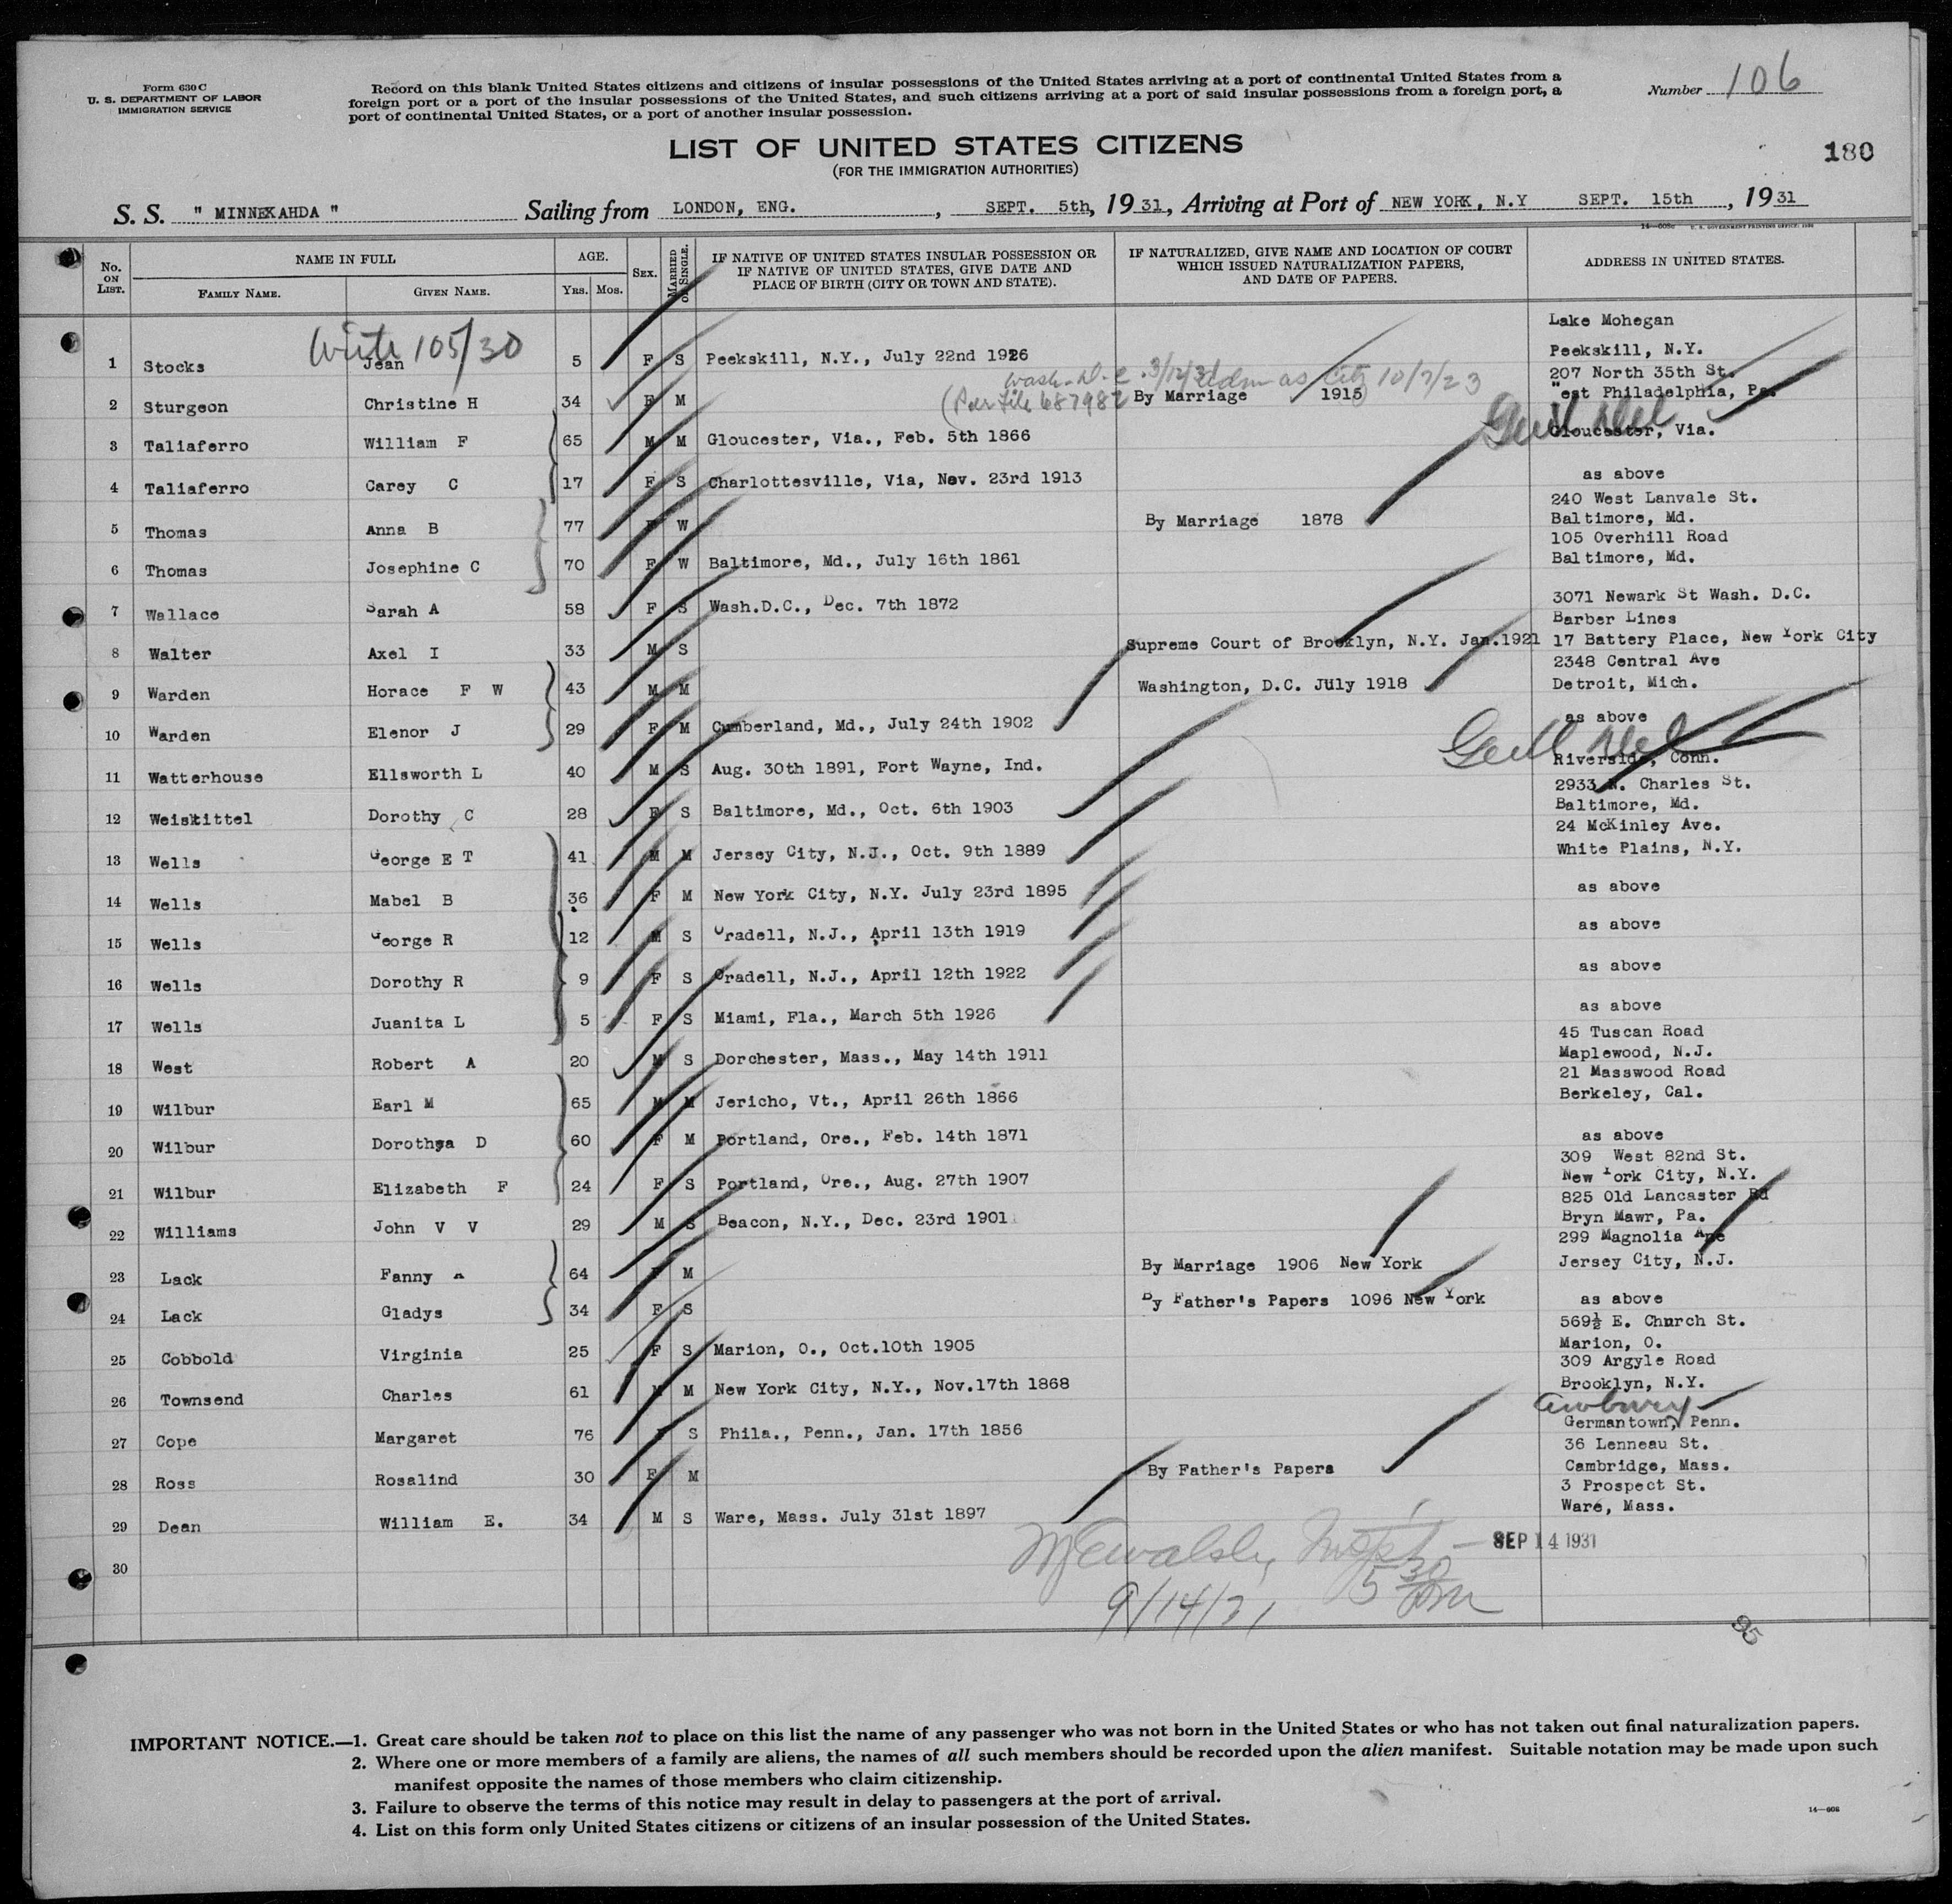 Form 630 C
U. S. DEPARTMENT OF LABOR
IMMIGRATION SERVICE
Record on this blank United States citizens and citizens of insular possessions of the United States arriving at a port of continental United States from a
foreign port or a port of the insular possessions of the United States, and such citizens arriving at a port of said insular possessions from a foreign port, a
port of continental United States, or a port of another insular possession.
Number 106
LIST OF UNITED STATES CITIZENS
(FOR THE IMMIGRATION AUTHORITIES)
180
S. S. " MINNEKAHDA " Sailing from LONDON, ENG. , SEPT. 5th, 19 31, Arriving at Port of NEW YORK, N.Y SEPT. 15th , 19 31
No. ON LIST. NAME IN FULL AGE. SEX. MARRIED OR SINGLE. IF NATIVE OF UNITED STATES INSULAR POSSESSION OR IF NATIVE OF UNITED STATES, GIVE DATE AND PLACE OF BIRTH (CITY OR TOWN AND STATE). IF NATURALIZED, GIVE NAME AND LOCATION OF COURT WHICH ISSUED NATURALIZATION PAPERS, AND DATE OF PAPERS. ADDRESS IN UNITED STATES.
FAMILY NAME. GIVEN NAME. YRS. MOS.
Lake Mohegan
With 105/30
1 Stocks Jean 5 F S Peekskill, N.Y., July 22nd 1926 Peekskill, N.Y.
Wash. D.C. 3/12/31 Adm as Citz 10/7/23 207 North 35th St.
2 Sturgeon Christine H 34 F M (Per File 687982 By Marriage 1915 West Philadelphia, Pa.
3 Taliaferro William F 65 M M Gloucester, Via., Feb. 5th 1866 Gloucester, Via.
4 Taliaferro Carey C 17 F S Charlottesville, Via, Nov. 23rd 1913 as above
240 West Lanvale St.
5 Thomas Anna B 77 F W By Marriage 1878 Baltimore, Md.
105 Overhill Road
6 Thomas Josephine C 70 F W Baltimore, Md., July 16th 1861 Baltimore, Md.
7 Wallace Sarah A 58 F S Wash.D.C., Dec. 7th 1872 3071 Newark St Wash. D.C.
Barber Lines
8 Walter Axel I 33 M S Supreme Court of Brooklyn, N.Y. Jan.1921 17 Battery Place, New York City
2348 Central Ave
9 Warden Horace F W 43 M M Washington, D.C. July 1918 Detroit, Mich.
10 Warden Elenor J 29 F M Cumberland, Md., July 24th 1902 as above
11 Watterhouse Ellsworth L 40 M S Aug. 30th 1891, Fort Wayne, Ind. Riverside, Conn.
2933 N. Charles St.
12 Weiskittel Dorothy C 28 F S Baltimore, Md., Oct. 6th 1903 Baltimore, Md.
24 McKinley Ave.
13 Wells George E T 41 M M Jersey City, N.J., Oct. 9th 1889 White Plains, N.Y.
14 Wells Mabel B 36 F M New York City, N.Y. July 23rd 1895 as above
15 Wells George R 12 M S Oradell, N.J., April 13th 1919 as above
16 Wells Dorothy R 9 F S Oradell, N.J., April 12th 1922 as above
17 Wells Juanita L 5 F S Miami, Fla., March 5th 1926 as above
45 Tuscan Road
18 West Robert A 20 M S Dorchester, Mass., May 14th 1911 Maplewood, N.J.
21 Masswood Road
19 Wilbur Earl M 65 M M Jericho, Vt., April 26th 1866 Berkeley, Cal.
20 Wilbur Dorothea D 60 F M Portland, Ore., Feb. 14th 1871 as above
309 West 82nd St.
21 Wilbur Elizabeth F 24 F S Portland, Ore., Aug. 27th 1907 New York City, N.Y.
825 Old Lancaster Rd
22 Williams John V V 29 M S Beacon, N.Y., Dec. 23rd 1901 Bryn Mawr, Pa.
299 Magnolia Ave
23 Lack Fanny A 64 F M By Marriage 1906 New York Jersey City, N.J.
24 Lack Gladys 34 F S By Father's Papers 1096 New York as above
569½ E. Church St.
25 Cobbold Virginia 25 F S Marion, O., Oct.10th 1905 Marion, O.
309 Argyle Road
26 Townsend Charles 61 M M New York City, N.Y., Nov.17th 1868 Brooklyn, N.Y.
Awbury
27 Cope Margaret 76 F S Phila., Penn., Jan. 17th 1856 Germantown, Penn.
36 Lenneau St.
28 Ross Rosalind 30 F M By Father's Papers Cambridge, Mass.
3 Prospect St.
29 Dean William E. 34 M S Ware, Mass. July 31st 1897 Ware, Mass.
Insp't - SEP 14 1931
30
5 30 PM
9/14/31
95
IMPORTANT NOTICE.—1. Great care should be taken not to place on this list the name of any passenger who was not born in the United States or who has not taken out final naturalization papers.
2. Where one or more members of a family are aliens, the names of all such members should be recorded upon the alien manifest. Suitable notation may be made upon such
manifest opposite the names of those members who claim citizenship.
3. Failure to observe the terms of this notice may result in delay to passengers at the port of arrival.
4. List on this form only United States citizens or citizens of an insular possession of the United States.
14—608